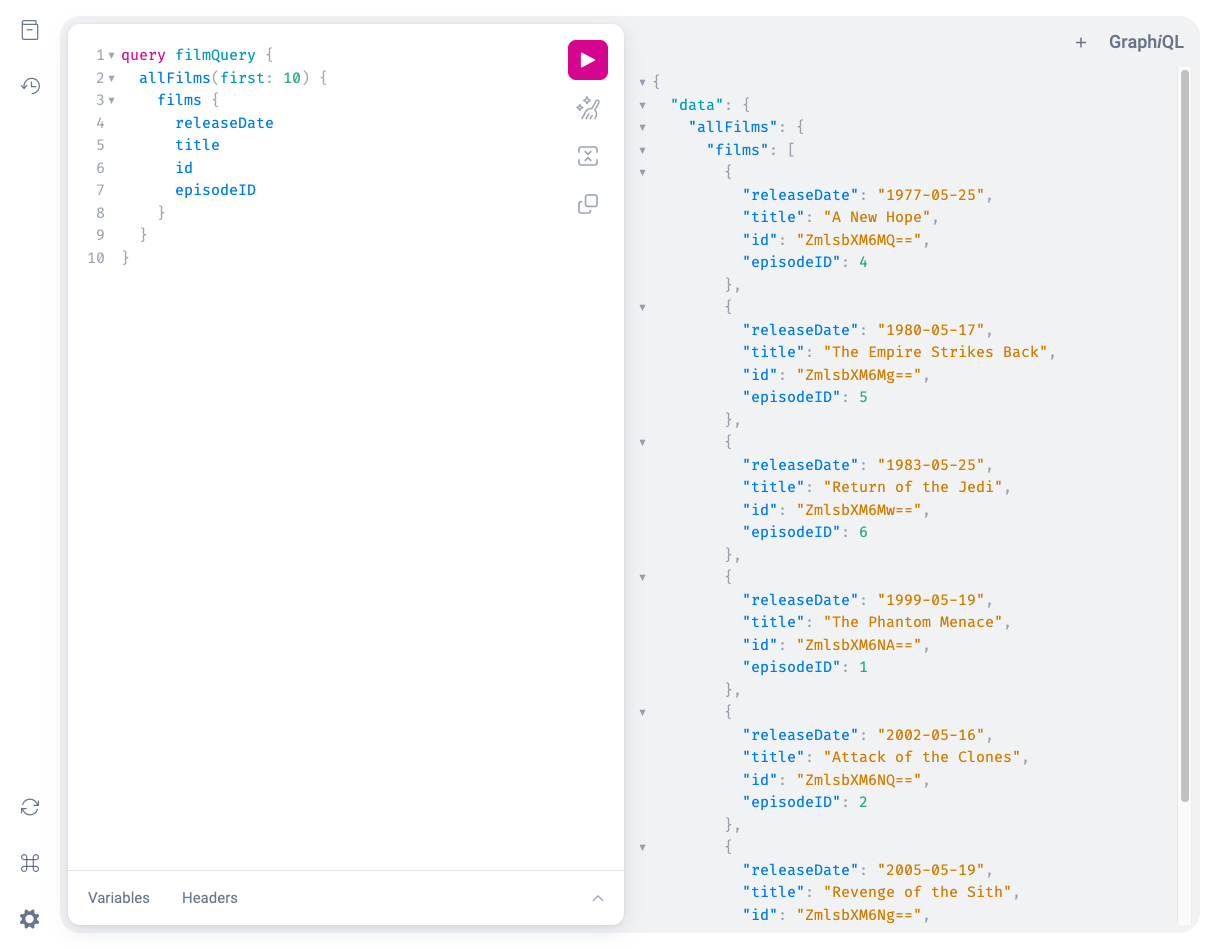 1 query filmQuery {
2 allFilms(first: 10) {
3 films {
4 releaseDate
5 title
6 id
7 episodeID
8 }
9 }
10 }
Variables Headers
+ GraphiQL
{
"data": {
"allFilms": {
"films": [
{
"releaseDate": "1977-05-25",
"title": "A New Hope",
"id": "ZmlsbXM6MQ==",
"episodeID": 4
},
{
"releaseDate": "1980-05-17",
"title": "The Empire Strikes Back",
"id": "ZmlsbXM6Mg==",
"episodeID": 5
},
{
"releaseDate": "1983-05-25",
"title": "Return of the Jedi",
"id": "ZmlsbXM6Mw==",
"episodeID": 6
},
{
"releaseDate": "1999-05-19",
"title": "The Phantom Menace",
"id": "ZmlsbXM6NA==",
"episodeID": 1
},
{
"releaseDate": "2002-05-16",
"title": "Attack of the Clones",
"id": "ZmlsbXM6NQ==",
"episodeID": 2
},
{
"releaseDate": "2005-05-19",
"title": "Revenge of the Sith",
"id": "ZmlsbXM6Ng==",